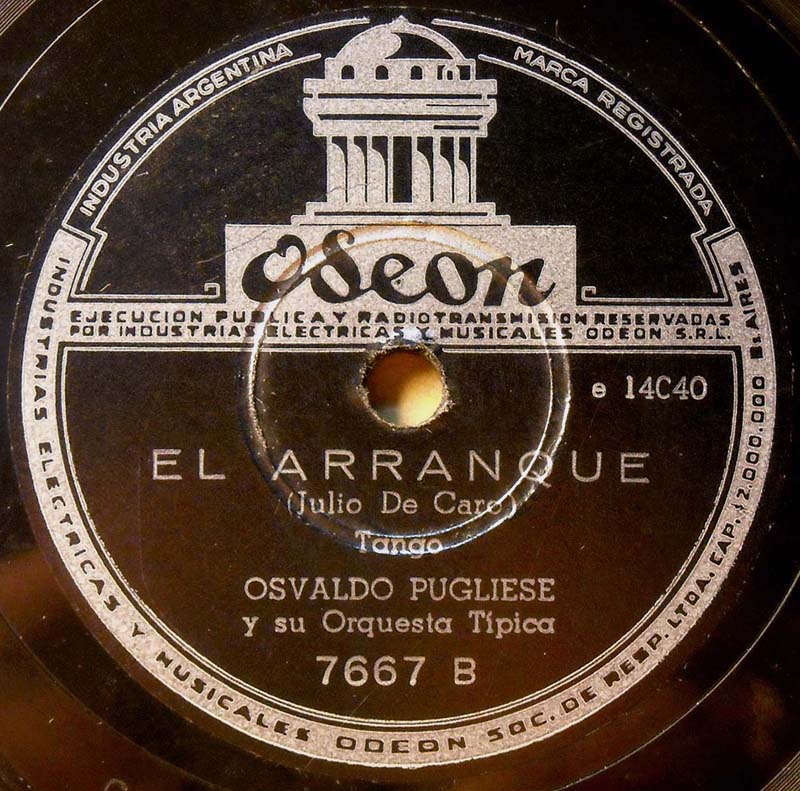 INDUSTRIA ARGENTINA
MARCA REGISTRADA
Odeon
EJECUCION PUBLICA Y RADIOTRANSMISION RESERVADAS
POR INDUSTRIAS ELECTRICAS Y MUSICALES ODEON S.R.L.
e 14C40
EL ARRANQUE
(Julio De Caro)
Tango
OSVALDO PUGLIESE
y su Orquesta Típica
7667 B
INDUSTRIAS ELECTRICAS Y MUSICALES ODEON SOC. DE RESP. LTDA. CAP. $2.000.000 Bs AIRES